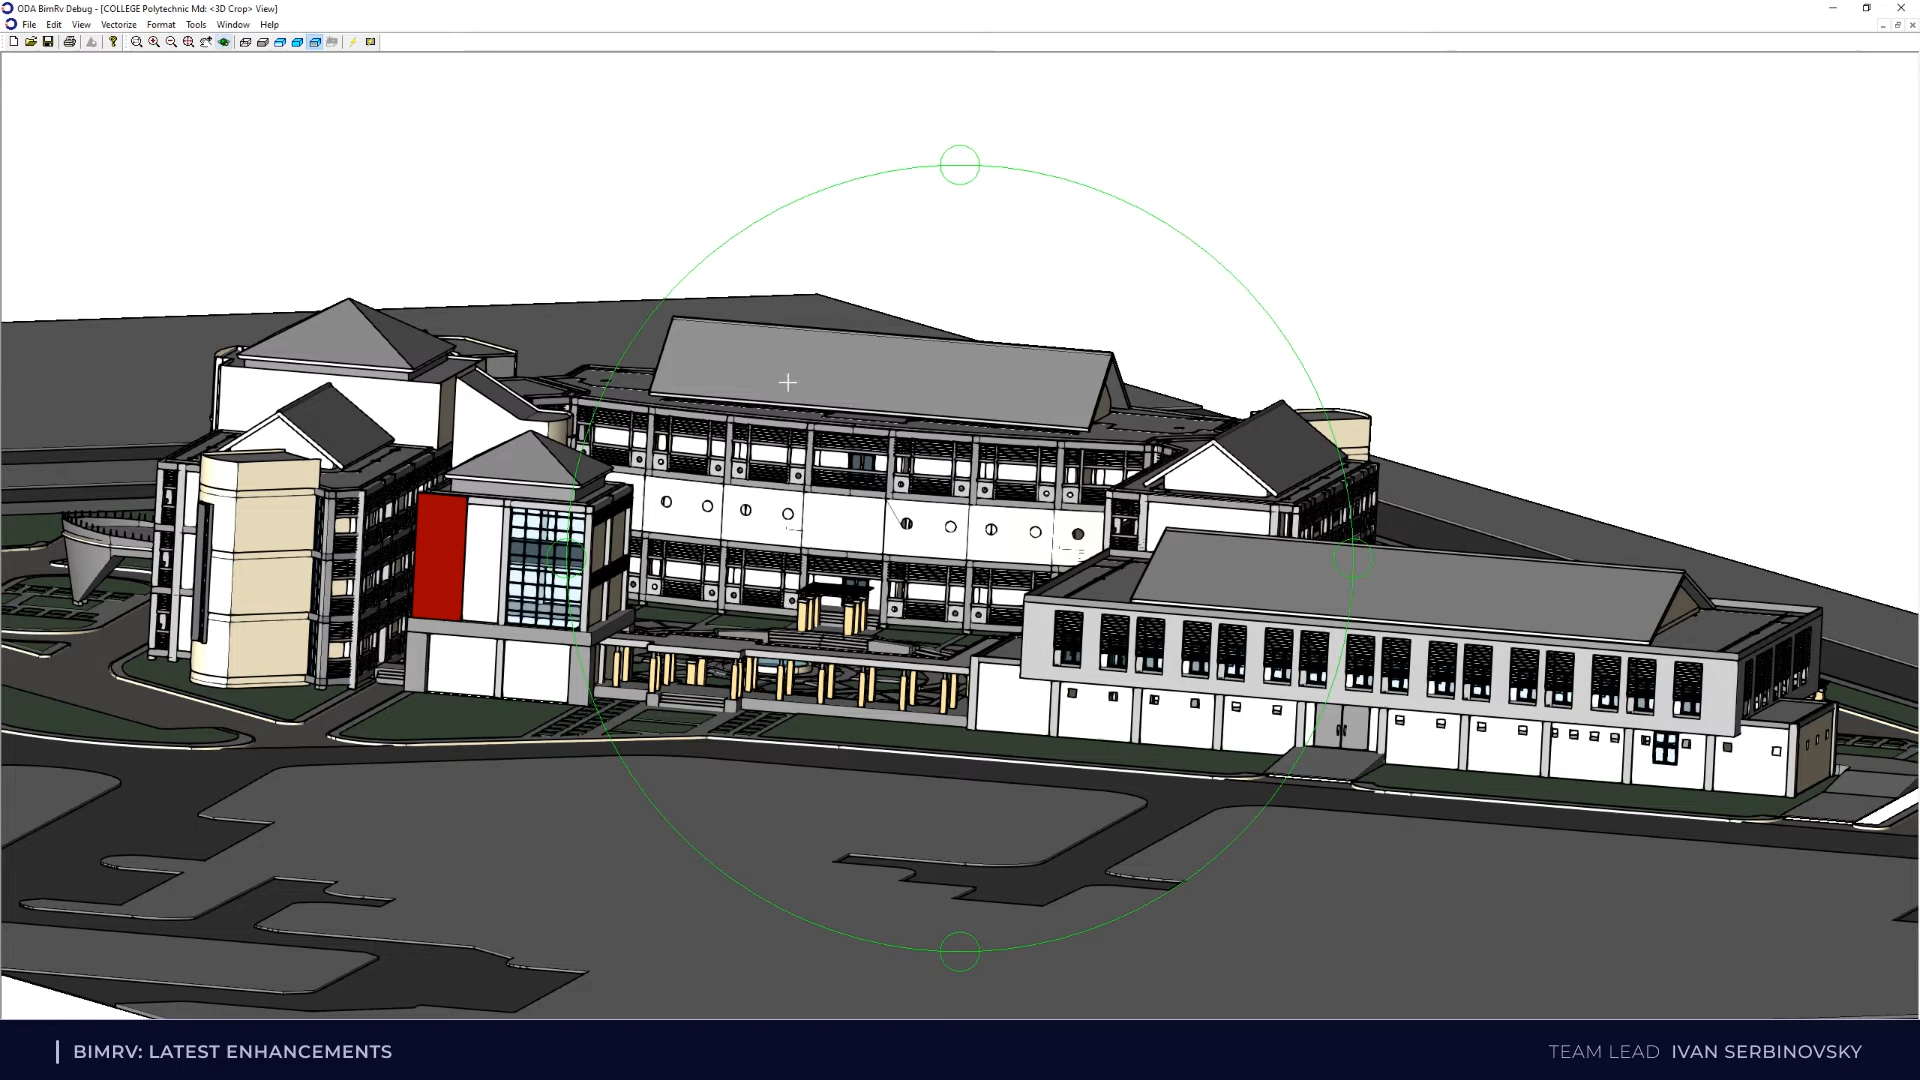 ODA BimRv Debug - [COLLEGE Polytechnic Md: <3D Crop> View]
File Edit View Vectorize Format Tools Window Help
BIMRV: LATEST ENHANCEMENTS
TEAM LEAD IVAN SERBINOVSKY